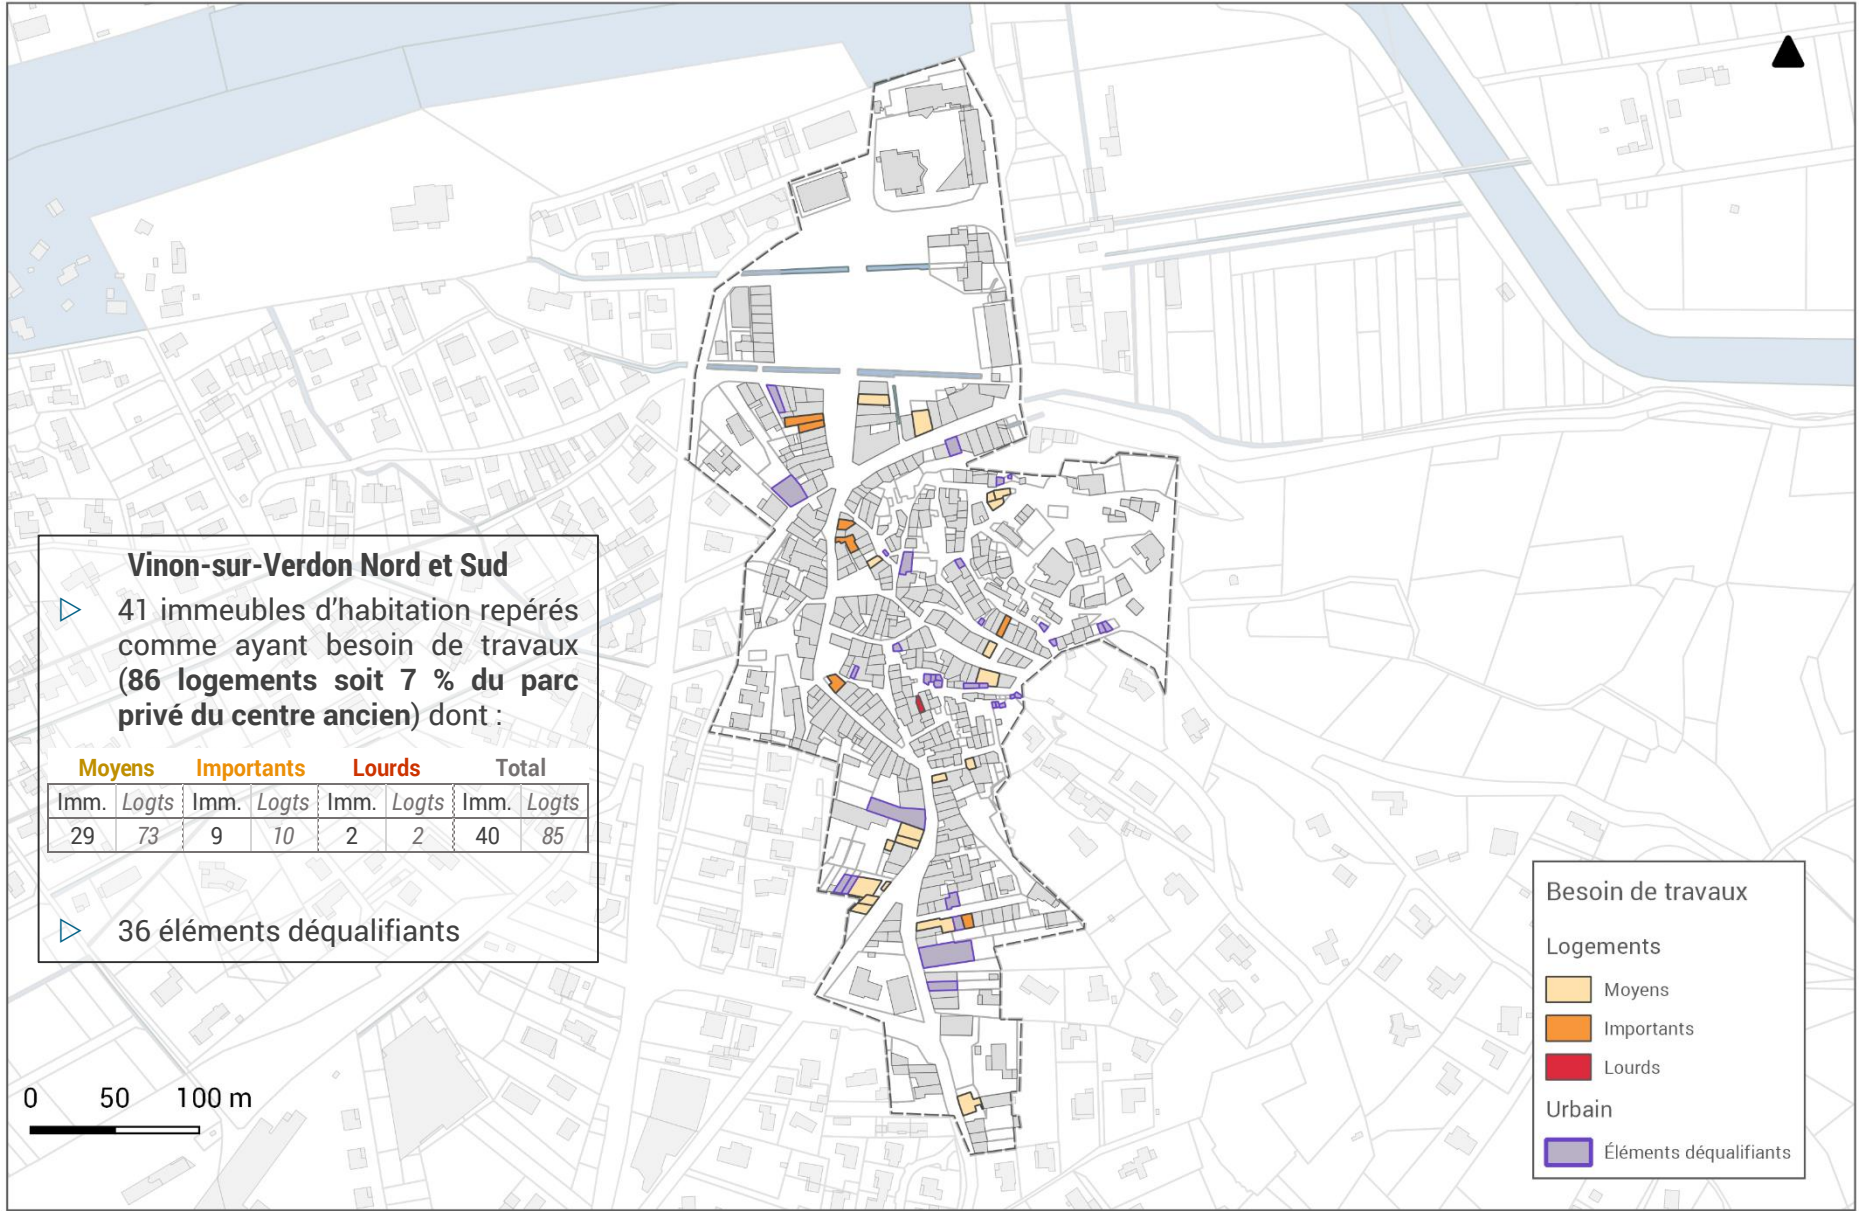 Vinon-sur-Verdon Nord et Sud
▷ 41 immeubles d'habitation repérés
comme ayant besoin de travaux
(86 logements soit 7 % du parc
privé du centre ancien) dont :
Moyens Importants Lourds Total
Imm. Logts Imm. Logts Imm. Logts Imm. Logts
29 73 9 10 2 2 40 85
▷ 36 éléments déqualifiants
0 50 100 m
Besoin de travaux
Logements
Moyens
Importants
Lourds
Urbain
Éléments déqualifiants